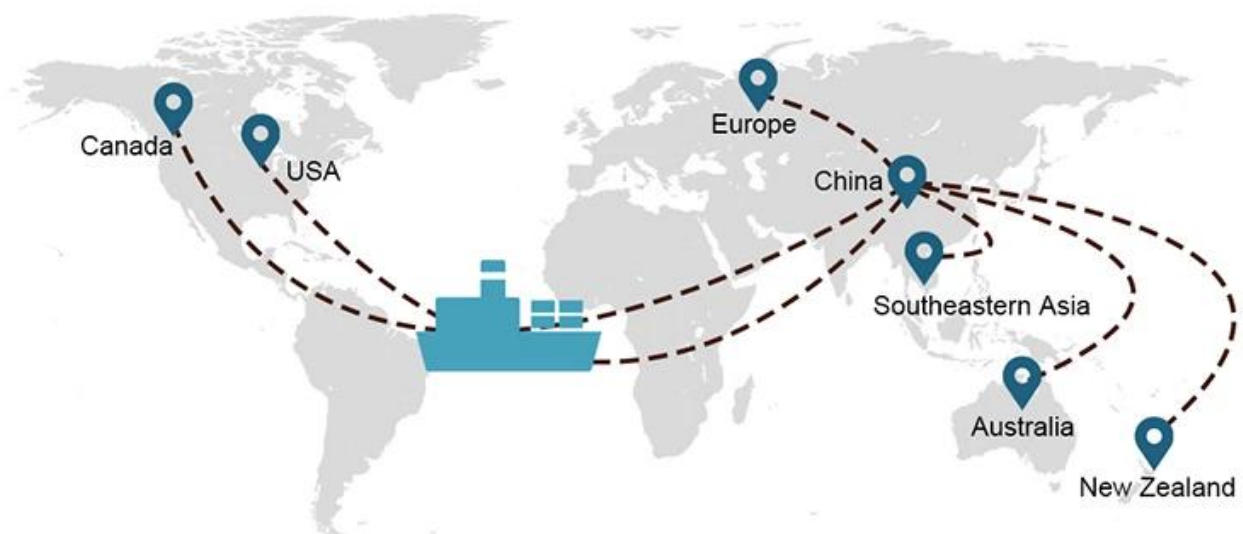 Europe
Canada
USA
China
Southeastern Asia
Australia
New Zealand